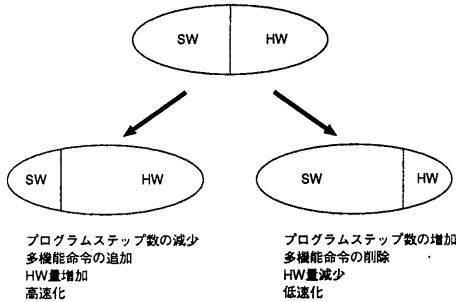 SW HW
SW HW
SW HW
プログラムステップ数の減少
多機能命令の追加
HW量増加
高速化
プログラムステップ数の増加
多機能命令の削除
HW量減少
低速化